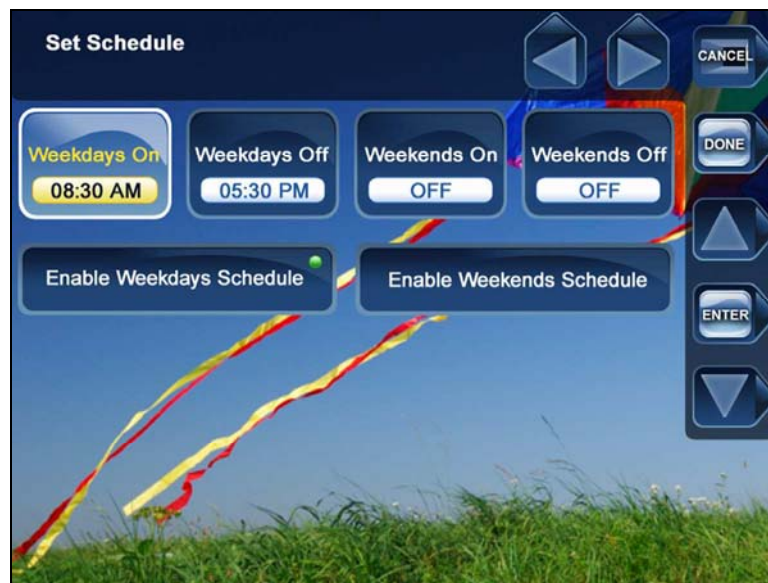 Set Schedule
CANCEL
Weekdays On
08:30 AM
Weekdays Off
05:30 PM
Weekends On
OFF
Weekends Off
OFF
DONE
Enable Weekdays Schedule
Enable Weekends Schedule
ENTER